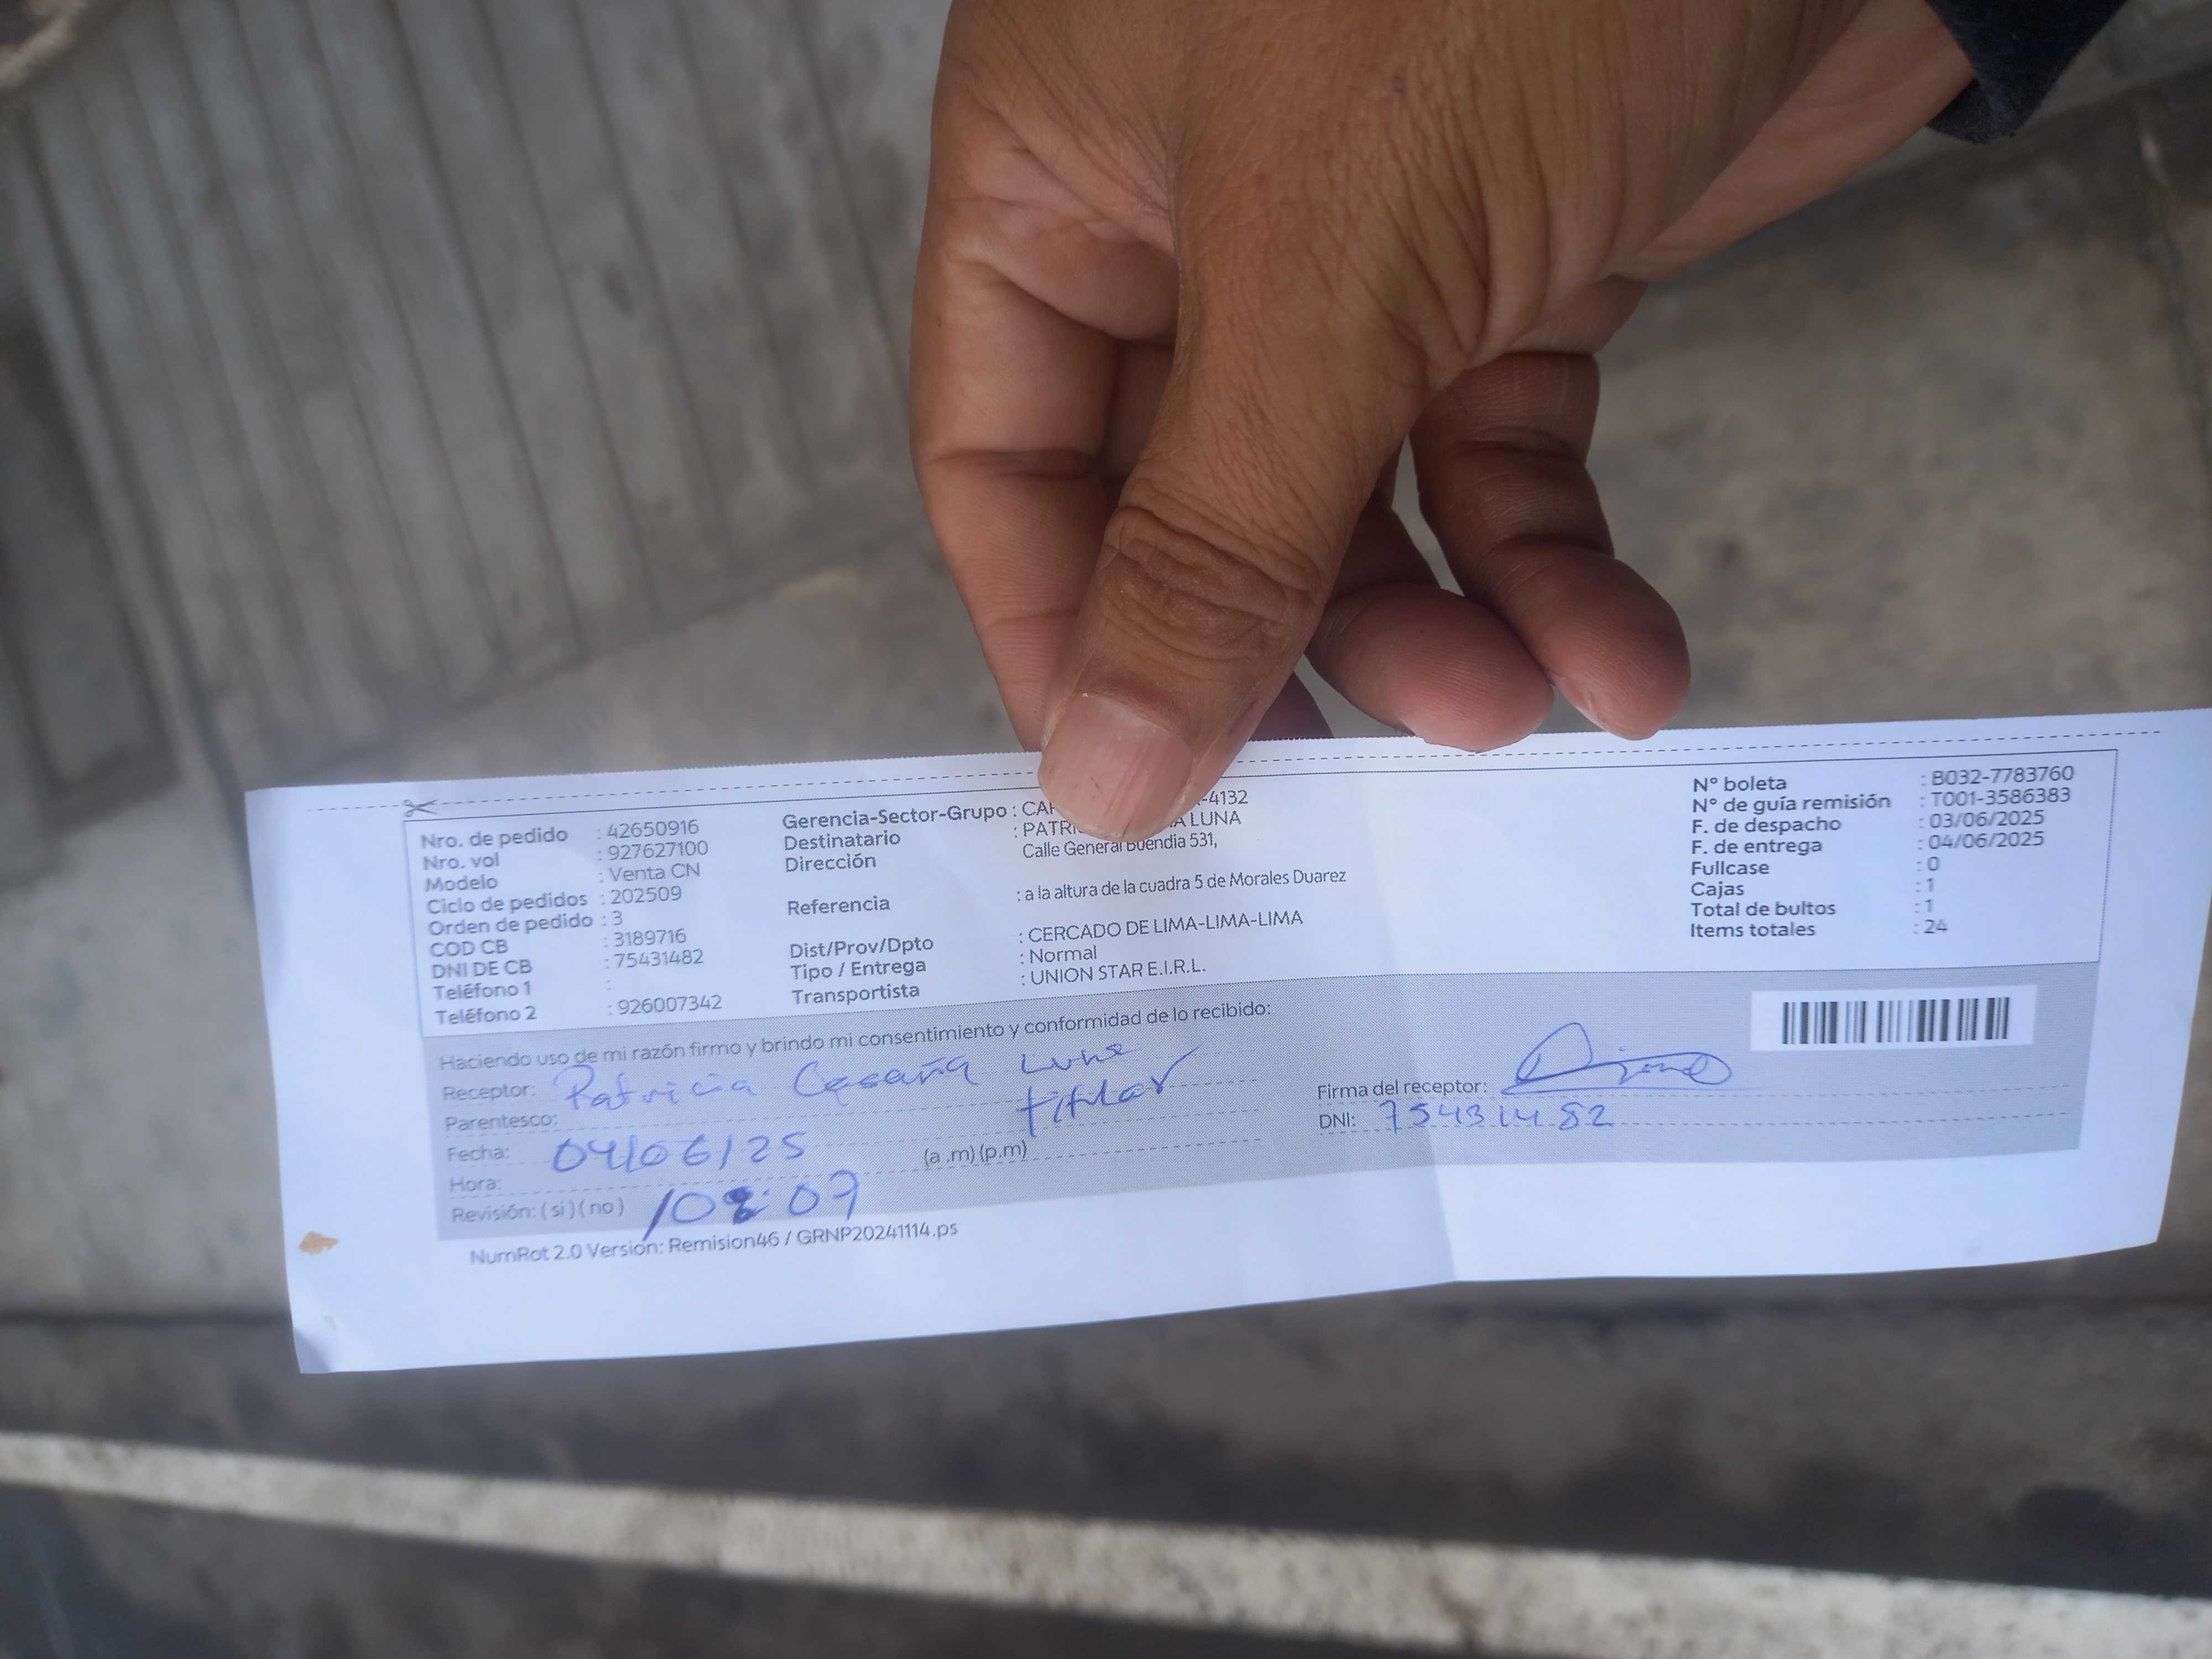 Nro. de pedido : 42650916
Nro. vol : 927627100
Modelo : Venta CN
Ciclo de pedidos : 202509
Orden de pedido : 3
COD CB : 3189716
DNI DE CB : 75431482
Teléfono 1 :
Teléfono 2 : 926007342
Gerencia-Sector-Grupo : -4132
Destinatario : LUNA
Dirección Calle General Buendia 531,
Referencia : a la altura de la cuadra 5 de Morales Duarez
Dist/Prov/Dpto : CERCADO DE LIMA-LIMA-LIMA
Tipo / Entrega : Normal
Transportista : UNION STAR E.I.R.L.
N° boleta : B032-7783760
N° de guía remisión : T001-3586383
F. de despacho : 03/06/2025
F. de entrega : 04/06/2025
Fullcase : 0
Cajas : 1
Total de bultos : 1
Items totales : 24
Haciendo uso de mi razón firmo y brindo mi consentimiento y conformidad de lo recibido:
Receptor: Patricia Luna
Parentesco: titular
Fecha: 04/06/25
Hora: (a .m) (p.m)
Revisión: ( si ) ( no )
Firma del receptor:
DNI: 75431482
NumRot 2.0 Version: Remision46 / GRNP20241114.ps